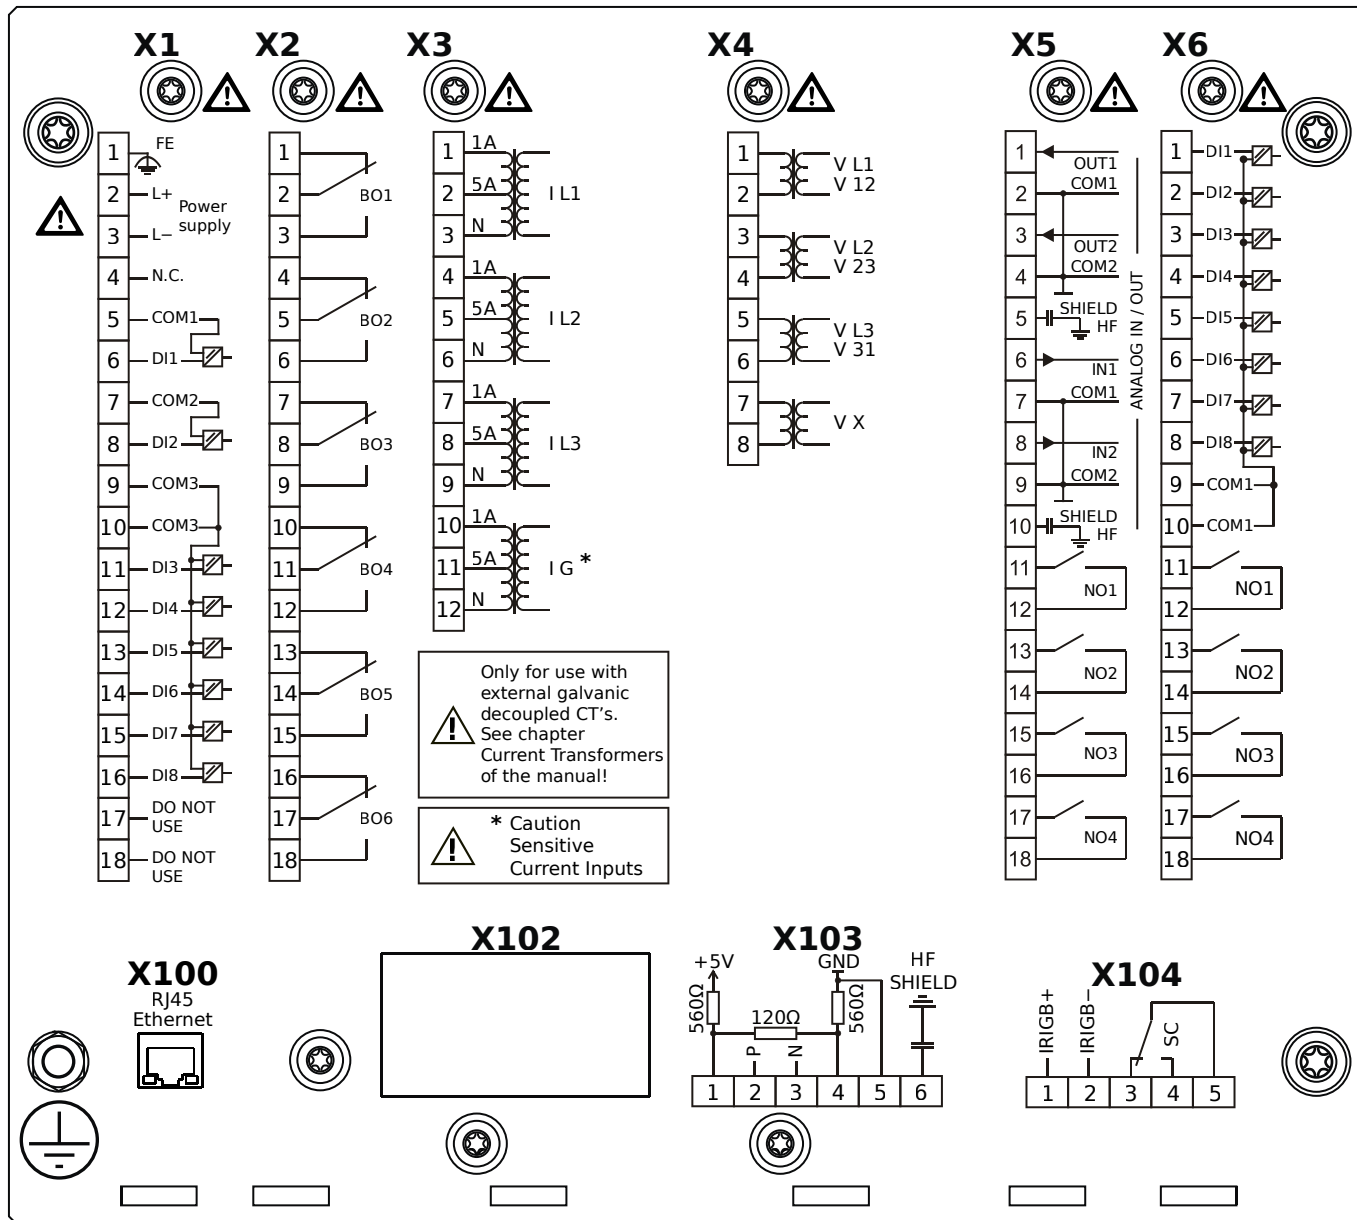 X1 X2 X3 X4 X5 X6
1 FE
2 L+ Power
supply
3 L−
4 N.C.
5 COM1
6 DI1
7 COM2
8 DI2
9 COM3
10 COM3
11 DI3
12 DI4
13 DI5
14 DI6
15 DI7
16 DI8
17 DO NOT
USE
18 DO NOT
USE
1
2 BO1
3
4
5 BO2
6
7
8 BO3
9
10
11 BO4
12
13
14 BO5
15
16
17 BO6
18
1 1A
2 5A I L1
3 N
4 1A
5 5A I L2
6 N
7 1A
8 5A I L3
9 N
10 1A
11 5A I G *
12 N
Only for use with
external galvanic
decoupled CT's.
See chapter
Current Transformers
of the manual!
* Caution
Sensitive
Current Inputs
1 V L1
2 V 12
3 V L2
4 V 23
5 V L3
6 V 31
7 V X
8
1 OUT1
2 COM1
3 OUT2
4 COM2
5 SHIELD
HF
6 IN1
7 COM1
8 IN2
9 COM2
10 SHIELD
HF
ANALOG IN / OUT
11
12 NO1
13
14 NO2
15
16 NO3
17
18 NO4
1 DI1
2 DI2
3 DI3
4 DI4
5 DI5
6 DI6
7 DI7
8 DI8
9 COM1
10 COM1
11
12 NO1
13
14 NO2
15
16 NO3
17
18 NO4
X100
RJ45
Ethernet
X102
X103
+5V GND HF
SHIELD
560Ω 120Ω 560Ω
P N
1 2 3 4 5 6
X104
IRIGB+ IRIGB− SC
1 2 3 4 5